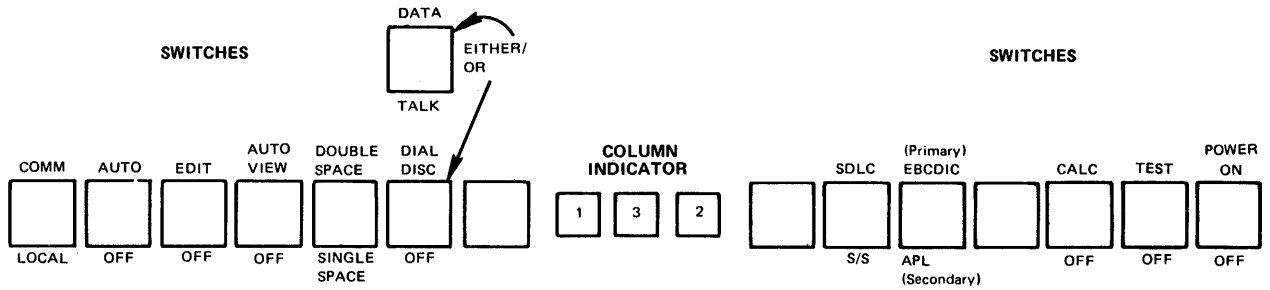 DATA
EITHER/
OR
TALK
SWITCHES
SWITCHES
COMM
AUTO
EDIT
AUTO
VIEW
DOUBLE
SPACE
DIAL
DISC
LOCAL
OFF
OFF
OFF
SINGLE
SPACE
OFF
COLUMN
INDICATOR
1 3 2
SDLC
(Primary)
EBCDIC
CALC
TEST
POWER
ON
S/S
APL
(Secondary)
OFF
OFF
OFF